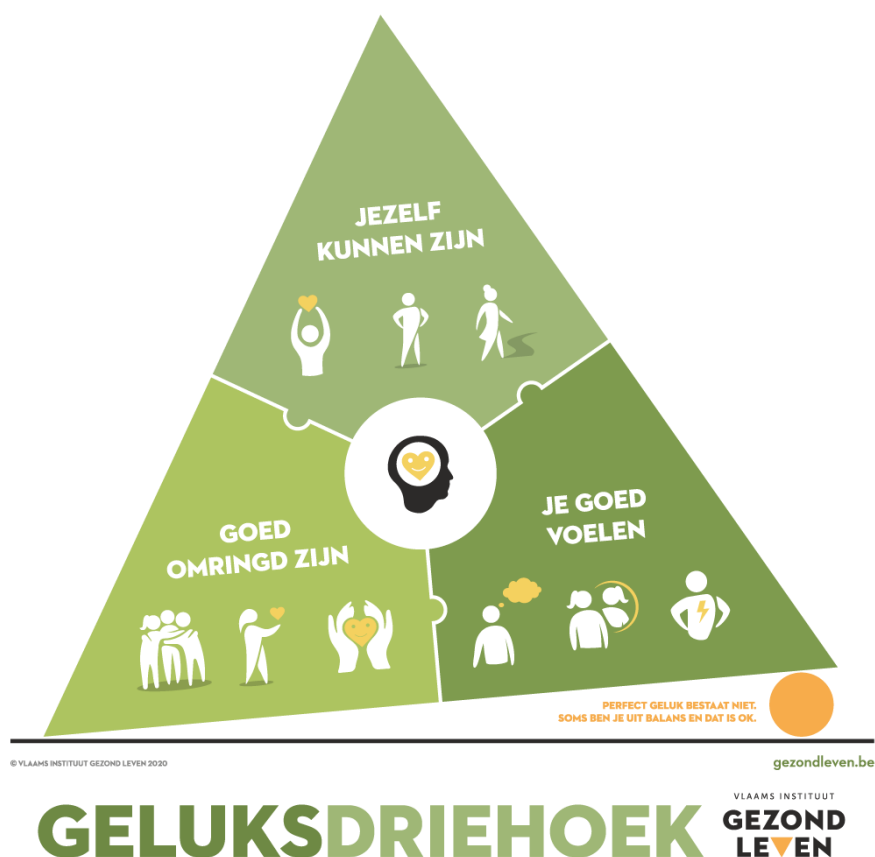 JEZELF
KUNNEN ZIJN
GOED
OMRINGD ZIJN
JE GOED
VOELEN
PERFECT GELUK BESTAAT NIET.
SOMS BEN JE UIT BALANS EN DAT IS OK.
© VLAAMS INSTITUUT GEZOND LEVEN 2020
gezondleven.be
GELUKSDRIEHOEK
VLAAMS INSTITUUT
GEZOND
LEVEN